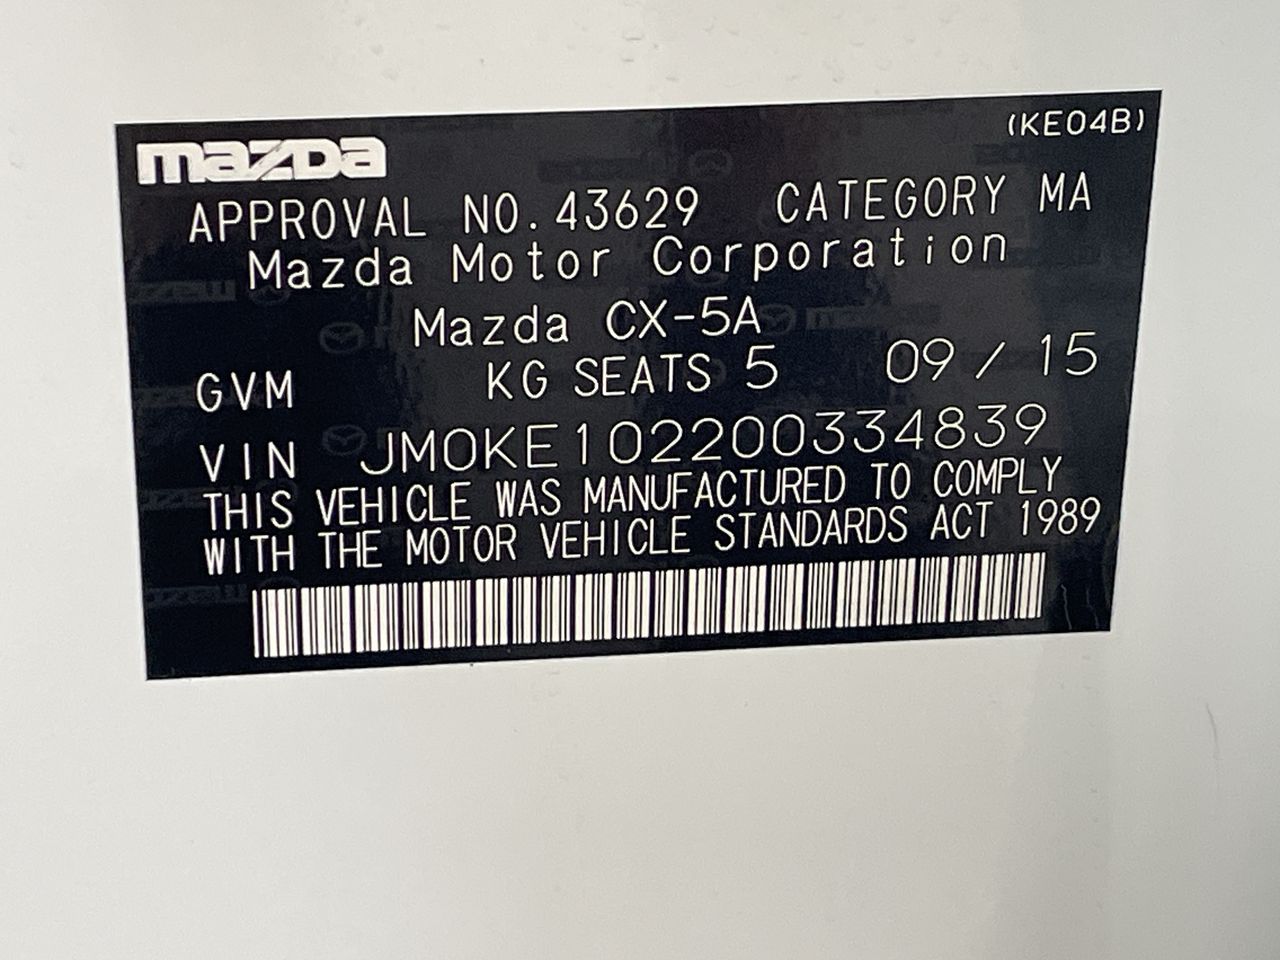 (KE04B)
mazda
APPROVAL NO.43629 CATEGORY MA
Mazda Motor Corporation
Mazda CX-5A
GVM KG SEATS 5 09 / 15
VIN JM0KE102200334839
THIS VEHICLE WAS MANUFACTURED TO COMPLY
WITH THE MOTOR VEHICLE STANDARDS ACT 1989